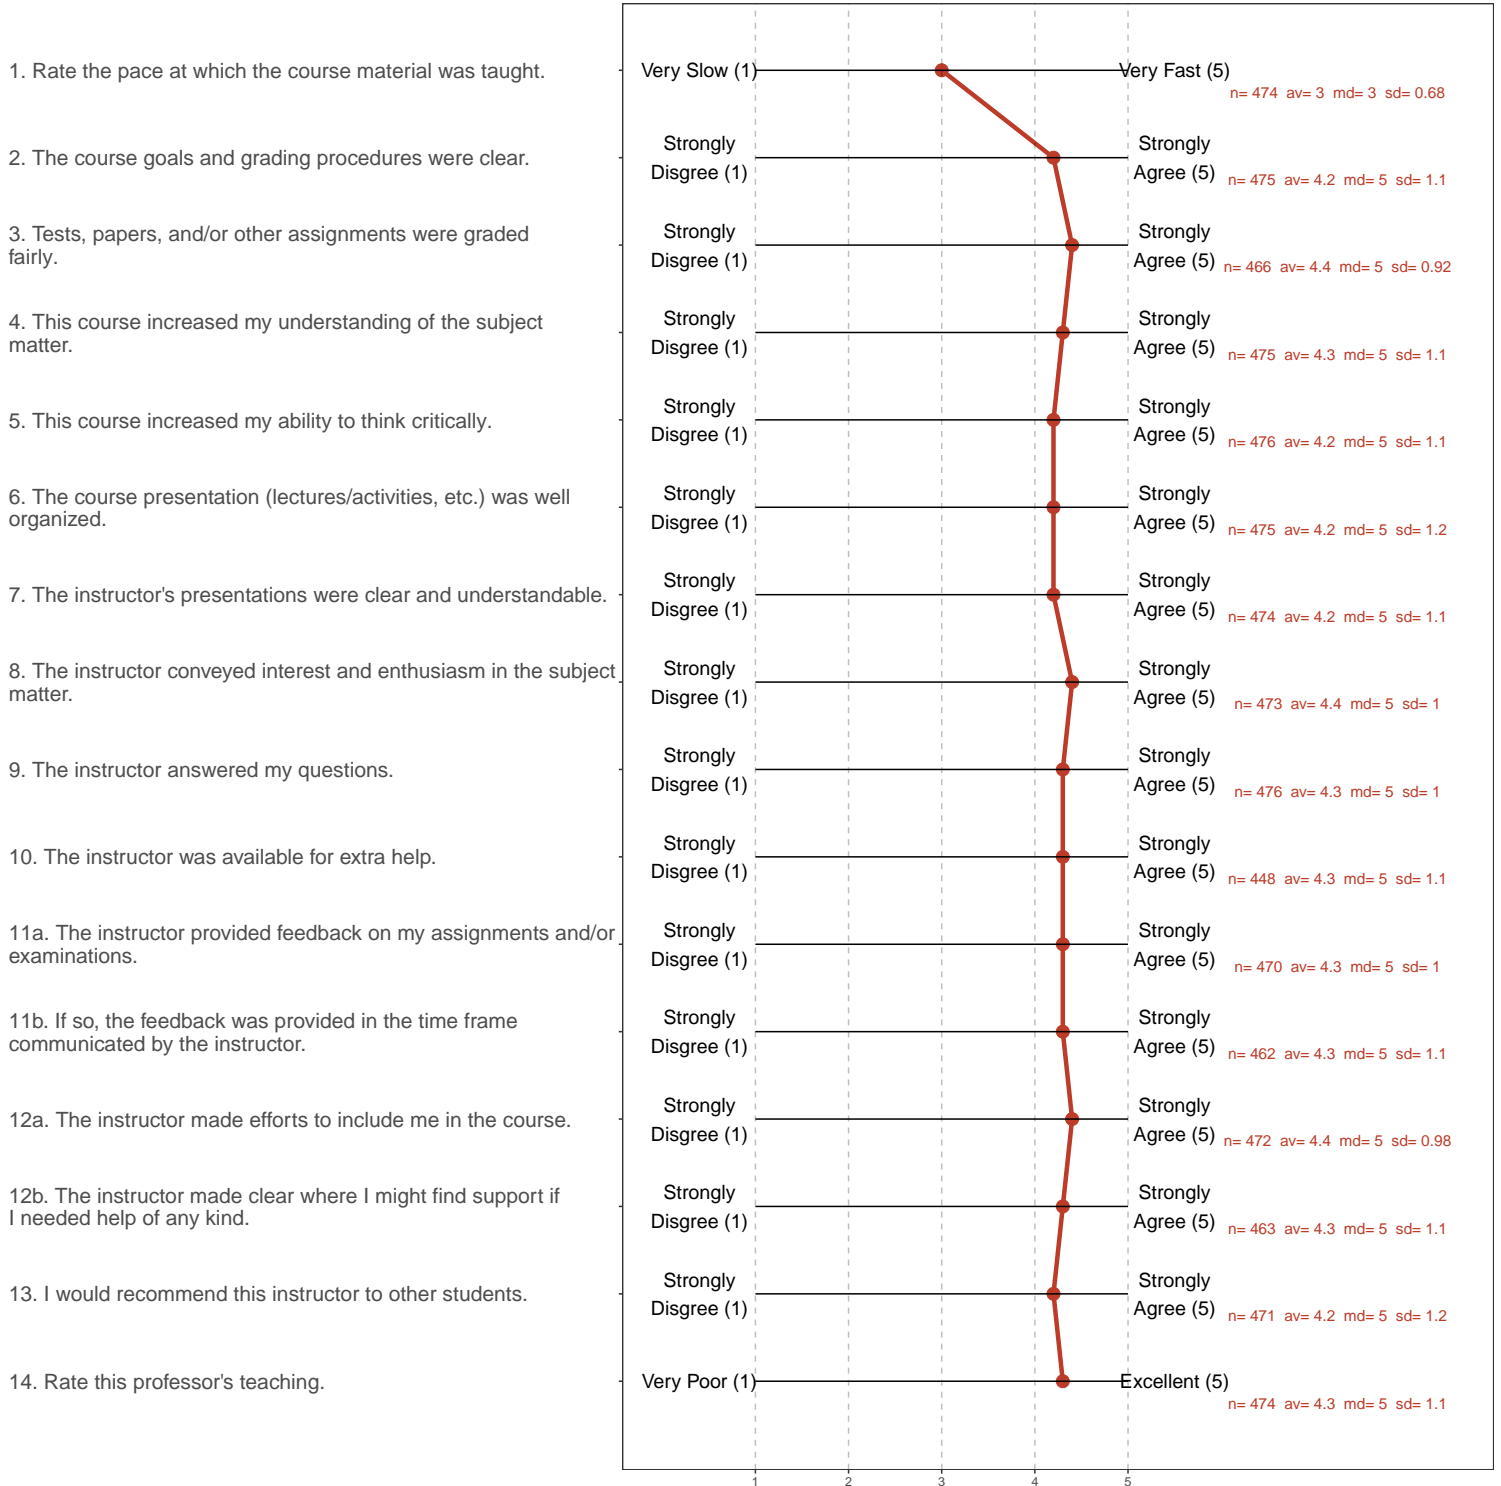 1. Rate the pace at which the course material was taught.
Very Slow (1)
Very Fast (5)
n= 474 av= 3 md= 3 sd= 0.68
2. The course goals and grading procedures were clear.
Strongly
Disgree (1)
Strongly
Agree (5)
n= 475 av= 4.2 md= 5 sd= 1.1
3. Tests, papers, and/or other assignments were graded
fairly.
Strongly
Disgree (1)
Strongly
Agree (5)
n= 466 av= 4.4 md= 5 sd= 0.92
4. This course increased my understanding of the subject
matter.
Strongly
Disgree (1)
Strongly
Agree (5)
n= 475 av= 4.3 md= 5 sd= 1.1
5. This course increased my ability to think critically.
Strongly
Disgree (1)
Strongly
Agree (5)
n= 476 av= 4.2 md= 5 sd= 1.1
6. The course presentation (lectures/activities, etc.) was well
organized.
Strongly
Disgree (1)
Strongly
Agree (5)
n= 475 av= 4.2 md= 5 sd= 1.2
7. The instructor's presentations were clear and understandable.
Strongly
Disgree (1)
Strongly
Agree (5)
n= 474 av= 4.2 md= 5 sd= 1.1
8. The instructor conveyed interest and enthusiasm in the subject
matter.
Strongly
Disgree (1)
Strongly
Agree (5)
n= 473 av= 4.4 md= 5 sd= 1
9. The instructor answered my questions.
Strongly
Disgree (1)
Strongly
Agree (5)
n= 476 av= 4.3 md= 5 sd= 1
10. The instructor was available for extra help.
Strongly
Disgree (1)
Strongly
Agree (5)
n= 448 av= 4.3 md= 5 sd= 1.1
11a. The instructor provided feedback on my assignments and/or
examinations.
Strongly
Disgree (1)
Strongly
Agree (5)
n= 470 av= 4.3 md= 5 sd= 1
11b. If so, the feedback was provided in the time frame
communicated by the instructor.
Strongly
Disgree (1)
Strongly
Agree (5)
n= 462 av= 4.3 md= 5 sd= 1.1
12a. The instructor made efforts to include me in the course.
Strongly
Disgree (1)
Strongly
Agree (5)
n= 472 av= 4.4 md= 5 sd= 0.98
12b. The instructor made clear where I might find support if
I needed help of any kind.
Strongly
Disgree (1)
Strongly
Agree (5)
n= 463 av= 4.3 md= 5 sd= 1.1
13. I would recommend this instructor to other students.
Strongly
Disgree (1)
Strongly
Agree (5)
n= 471 av= 4.2 md= 5 sd= 1.2
14. Rate this professor's teaching.
Very Poor (1)
Excellent (5)
n= 474 av= 4.3 md= 5 sd= 1.1
1 2 3 4 5